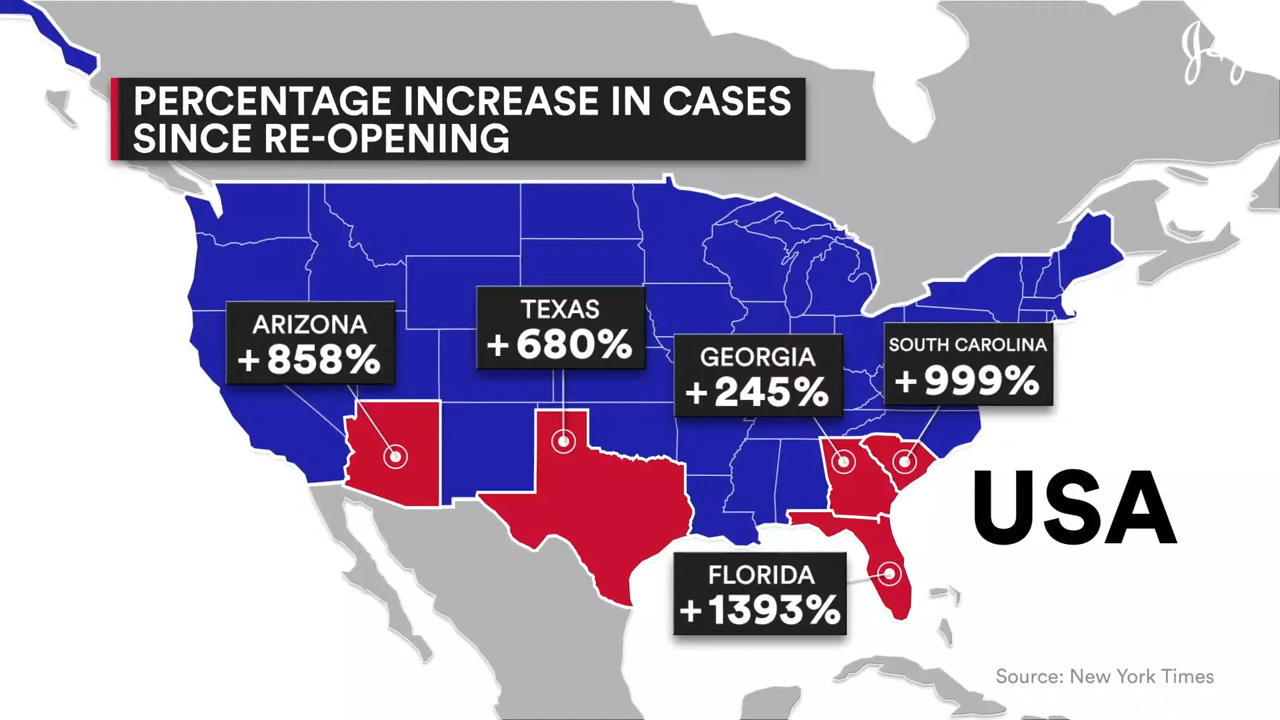 PERCENTAGE INCREASE IN CASES
SINCE RE-OPENING
ARIZONA
+858%
TEXAS
+680%
GEORGIA
+245%
SOUTH CAROLINA
+999%
USA
FLORIDA
+1393%
Source: New York Times